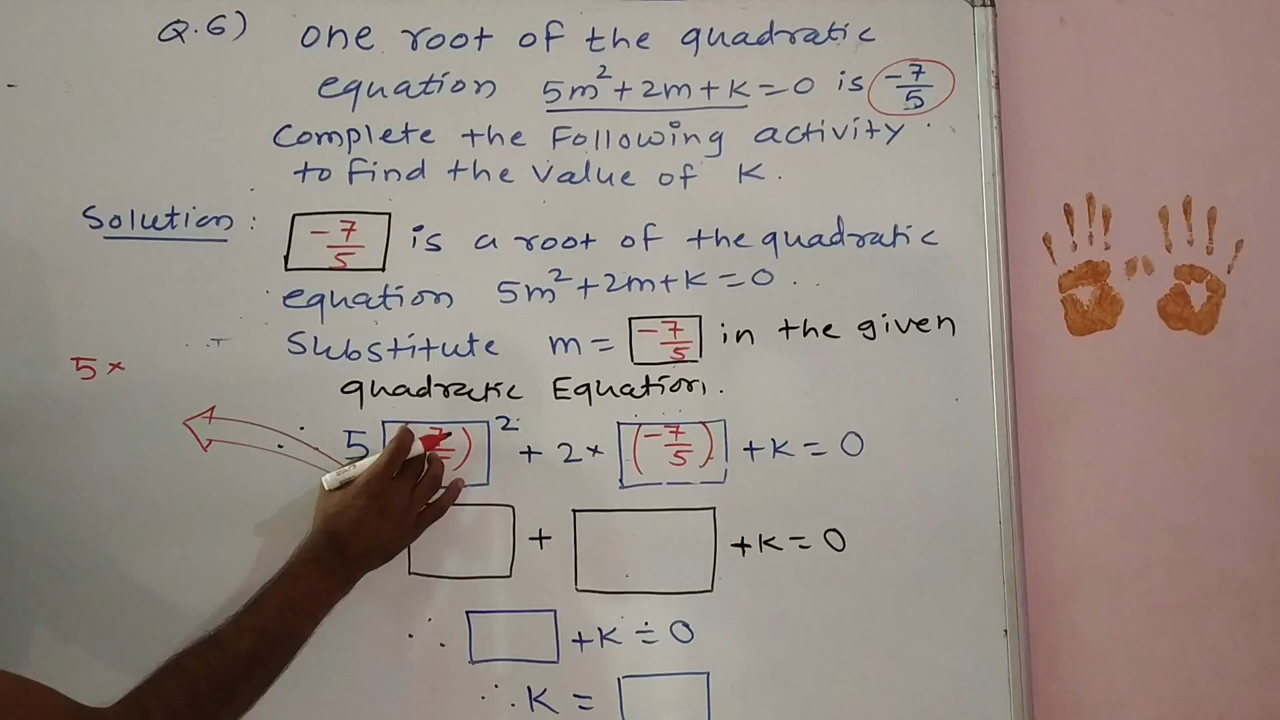 Q.6) one root of the quadratic
equation 5m²+2m+k=0 is -7/5
Complete the Following activity
to find the value of K.
Solution: -7/5 is a root of the quadratic
equation 5m²+2m+k=0.
Substitute m = -7/5 in the given
quadratic Equation.
5×
∴ 5 7 ) ² + 2× (-7/5) +k=0
+ +k=0
∴ +k=0
∴ K =